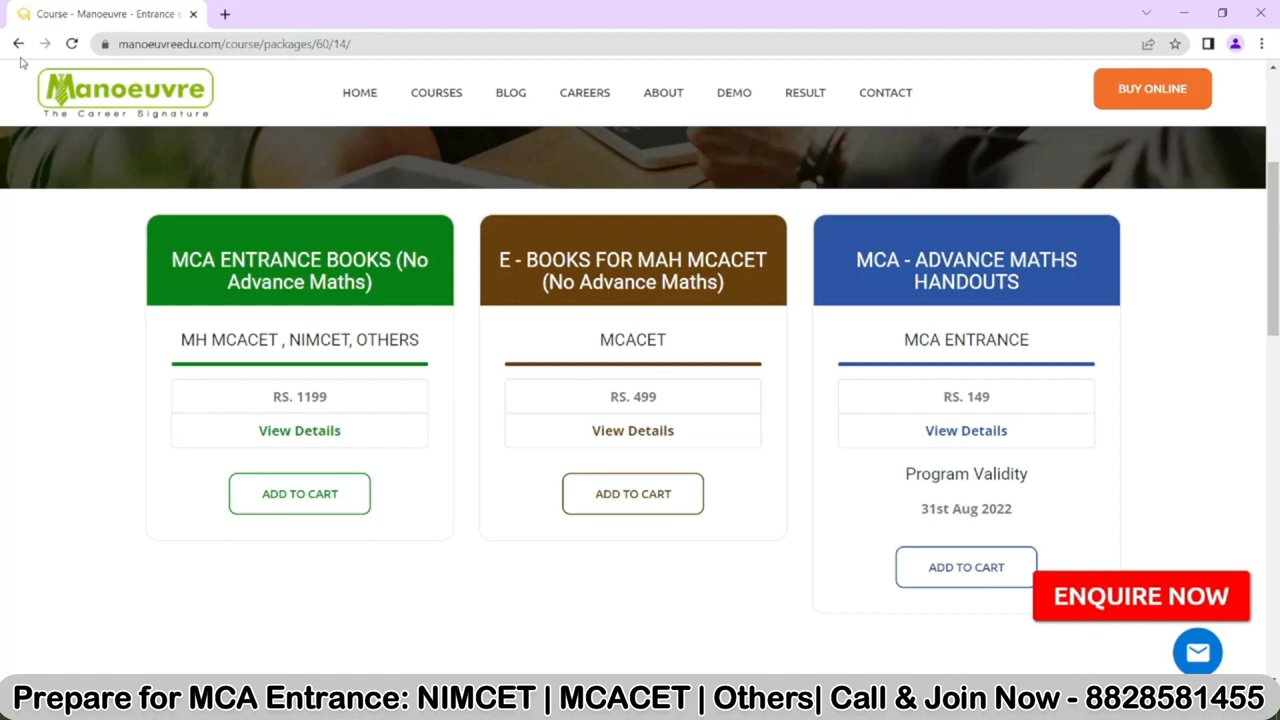 Course - Manoeuvre - Entrance e
manoeuvreedu.com/course/packages/60/14/
Manoeuvre
The Career Signature
HOME
COURSES
BLOG
CAREERS
ABOUT
DEMO
RESULT
CONTACT
BUY ONLINE
MCA ENTRANCE BOOKS (No
Advance Maths)
MH MCACET , NIMCET, OTHERS
RS. 1199
View Details
ADD TO CART
E - BOOKS FOR MAH MCACET
(No Advance Maths)
MCACET
RS. 499
View Details
ADD TO CART
MCA - ADVANCE MATHS
HANDOUTS
MCA ENTRANCE
RS. 149
View Details
Program Validity
31st Aug 2022
ADD TO CART
ENQUIRE NOW
Prepare for MCA Entrance: NIMCET | MCACET | Others| Call & Join Now - 8828581455